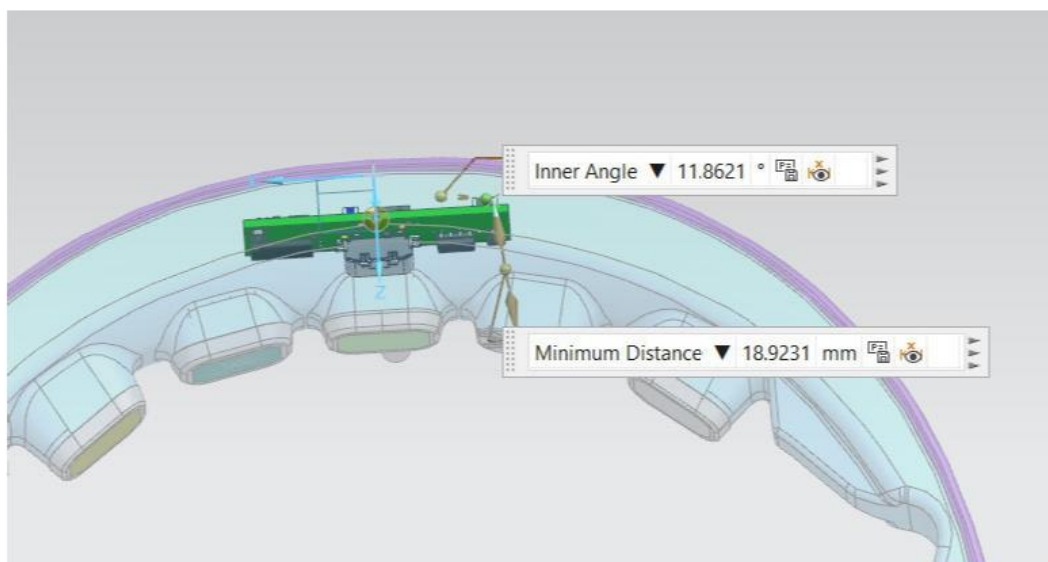 Inner Angle ▼ 11.8621 °
Z
Minimum Distance ▼ 18.9231 mm